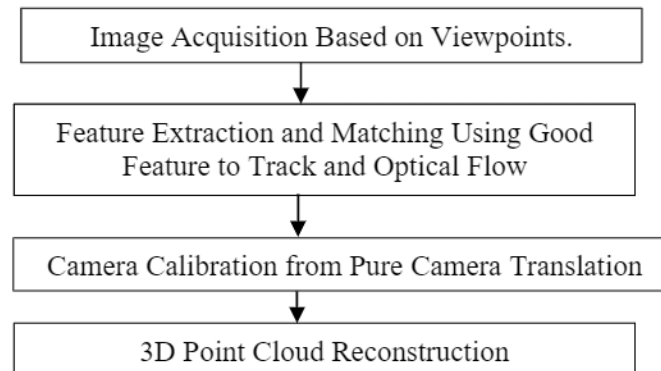 Image Acquisition Based on Viewpoints.
Feature Extraction and Matching Using Good
Feature to Track and Optical Flow
Camera Calibration from Pure Camera Translation
3D Point Cloud Reconstruction